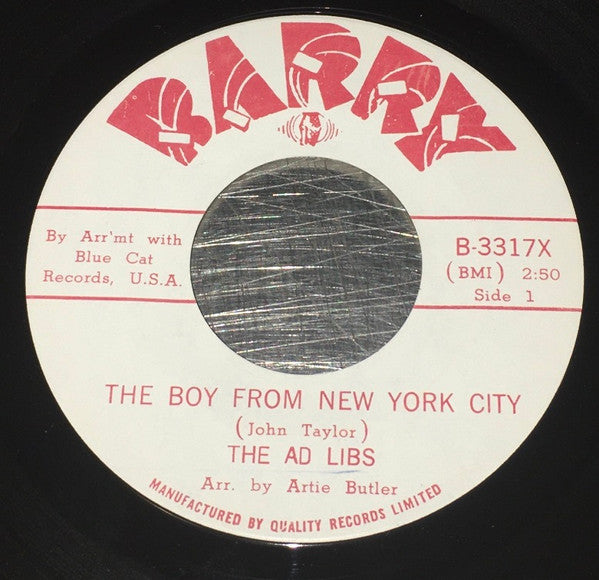 BARRY
By Arr'mt with
Blue Cat
Records, U.S.A.
B-3317X
(BMI) 2:50
Side 1
THE BOY FROM NEW YORK CITY
(John Taylor)
THE AD LIBS
Arr. by Artie Butler
MANUFACTURED BY QUALITY RECORDS LIMITED